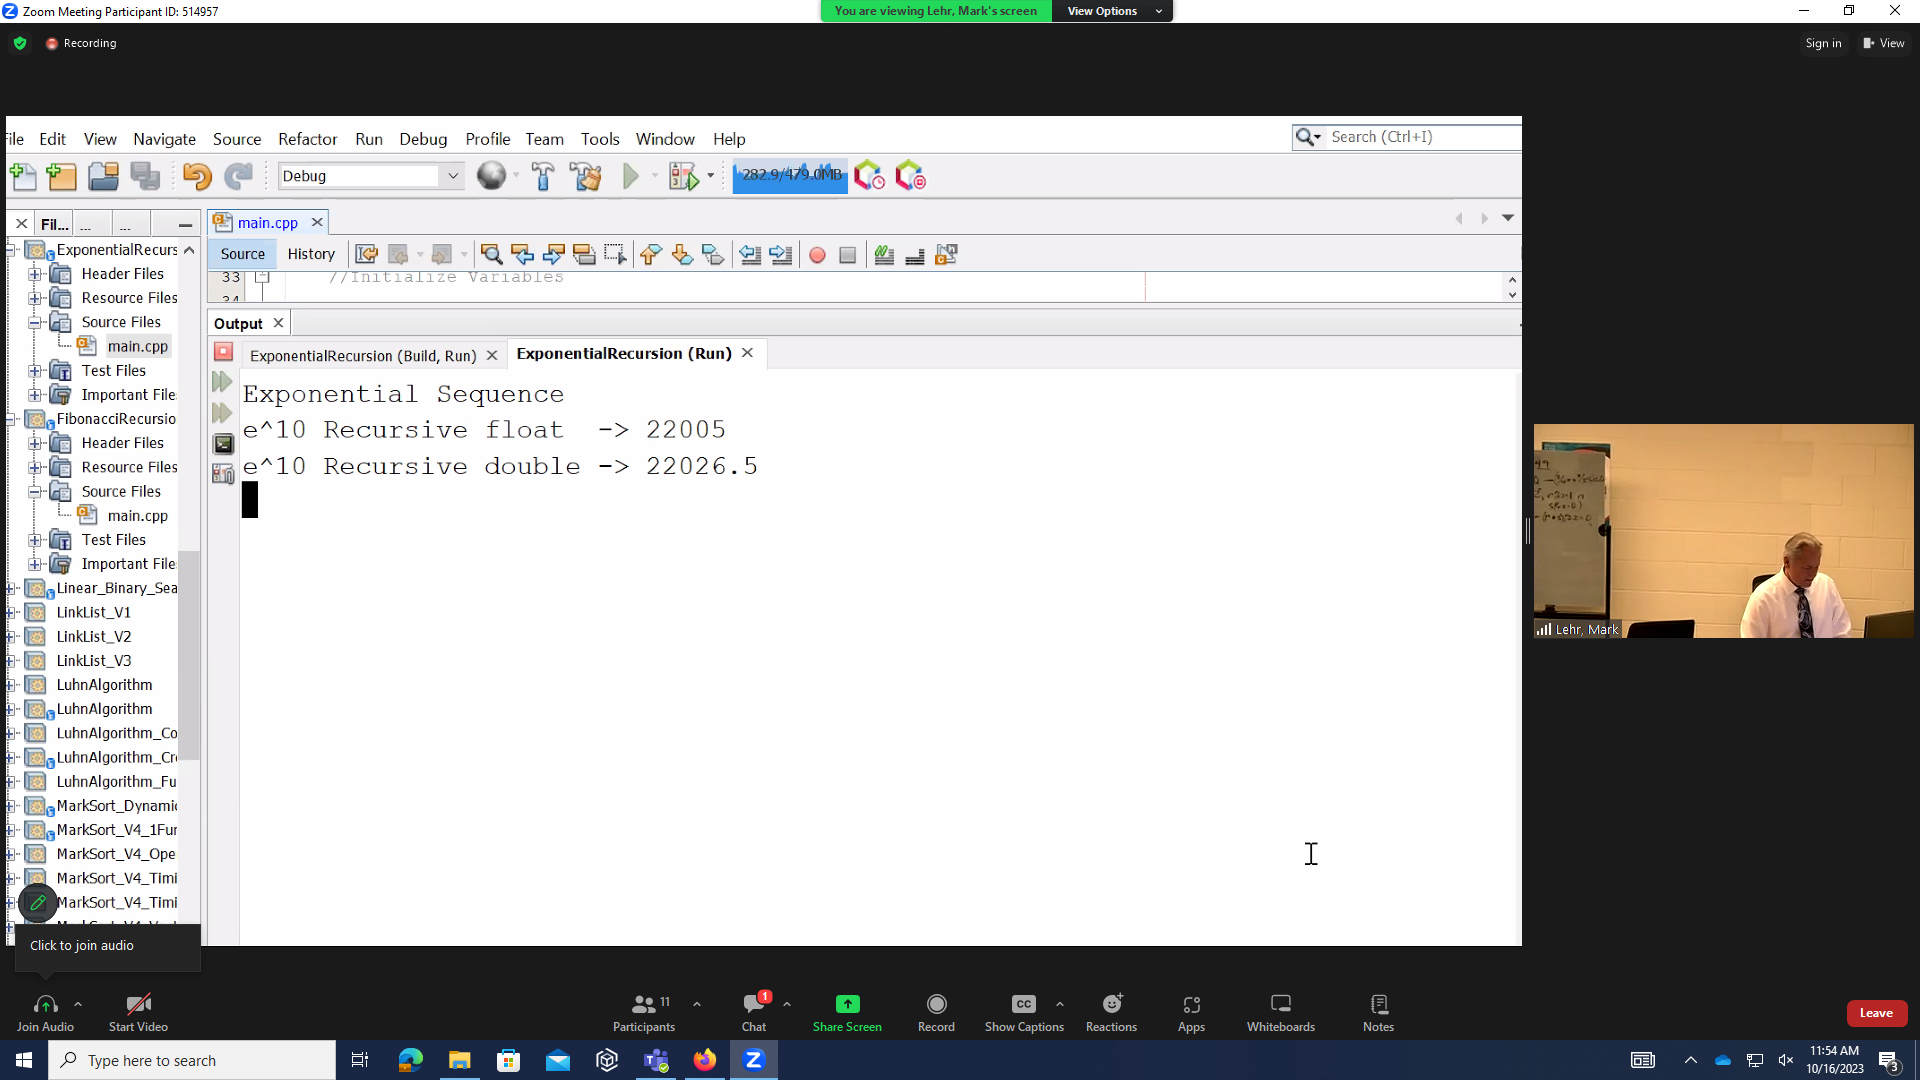 Zoom Meeting Participant ID: 514957
You are viewing Lehr, Mark's screen
View Options
Recording
Sign in
View
ile Edit View Navigate Source Refactor Run Debug Profile Team Tools Window Help
Search (Ctrl+I)
Debug
282.9/479.0MB
Fil...
...
...
main.cpp
Source
History
33 //Initialize Variables
34
ExponentialRecurs
Header Files
Resource Files
Source Files
main.cpp
Test Files
Important File
FibonacciRecursio
Header Files
Resource Files
Source Files
main.cpp
Test Files
Important File
Linear_Binary_Sea
LinkList_V1
LinkList_V2
LinkList_V3
LuhnAlgorithm
LuhnAlgorithm
LuhnAlgorithm_Co
LuhnAlgorithm_Cr
LuhnAlgorithm_Fu
MarkSort_Dynamic
MarkSort_V4_1Fun
MarkSort_V4_Ope
MarkSort_V4_Timi
MarkSort_V4_Timi
Output
ExponentialRecursion (Build, Run)
ExponentialRecursion (Run)
Exponential Sequence
e^10 Recursive float -> 22005
e^10 Recursive double -> 22026.5
Lehr, Mark
Click to join audio
Join Audio
Start Video
11
Participants
1
Chat
Share Screen
Record
CC
Show Captions
Reactions
Apps
Whiteboards
Notes
Leave
Type here to search
11:54 AM
10/16/2023
3